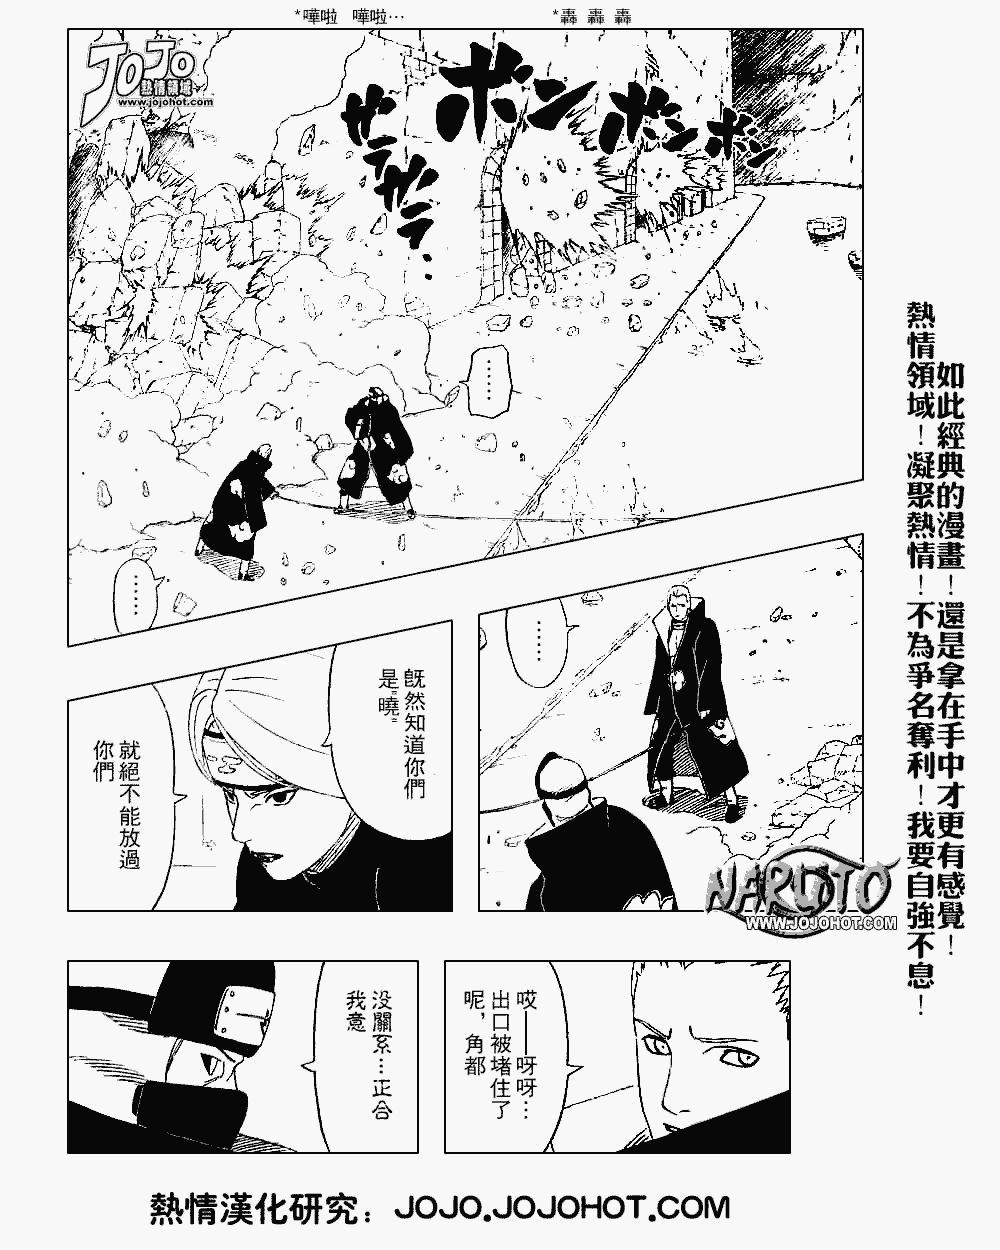 *嘩啦 嘩啦…
*轟 轟 轟
JOJO
熱情領域
www.jojohot.com
ボン
ボン
ボン
ザラ
ザザラ…
……
……
……
既然知道你們
是"曉"
就絕不能放過
你們
NARUTO
WWW.JOJOHOT.COM
哎──呀呀…
出口被堵住了
呢,角都
没關系…正合
我意
如此經典的漫畫!還是拿在手中才更有感覺!
熱情領域!凝聚熱情!不為爭名奪利!我要自強不息!
熱情漢化研究:JOJO.JOJOHOT.COM